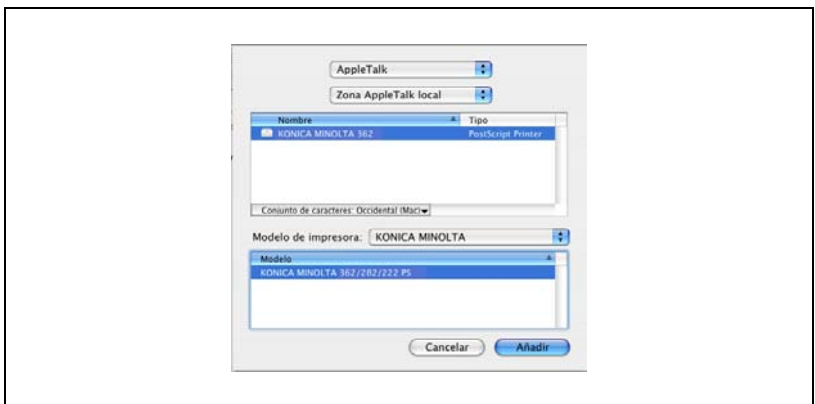 AppleTalk
Zona AppleTalk local
Nombre Tipo
KONICA MINOLTA 362 PostScript Printer
Conjunto de caracteres: Occidental (Mac)
Modelo de impresora: KONICA MINOLTA
Modelo
KONICA MINOLTA 362/282/222 PS
Cancelar Añadir